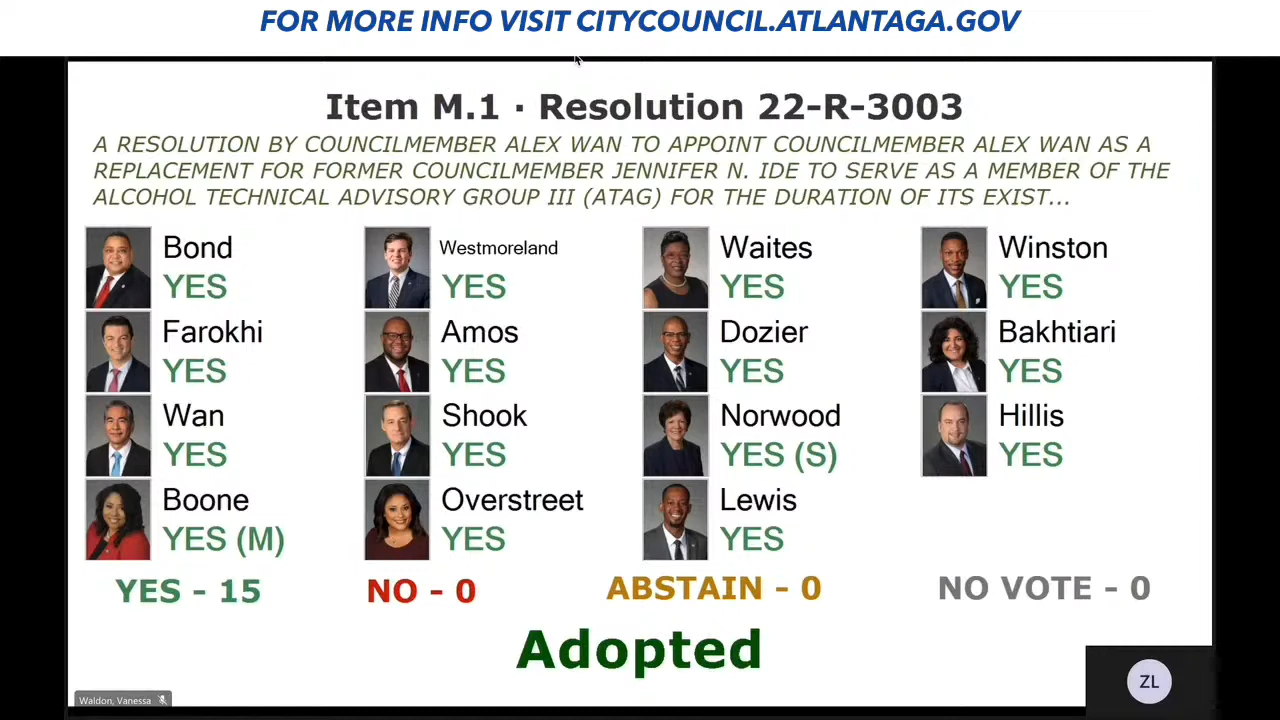 FOR MORE INFO VISIT CITYCOUNCIL.ATLANTAGA.GOV
Item M.1 · Resolution 22-R-3003
A RESOLUTION BY COUNCILMEMBER ALEX WAN TO APPOINT COUNCILMEMBER ALEX WAN AS A
REPLACEMENT FOR FORMER COUNCILMEMBER JENNIFER N. IDE TO SERVE AS A MEMBER OF THE
ALCOHOL TECHNICAL ADVISORY GROUP III (ATAG) FOR THE DURATION OF ITS EXIST...
Bond Westmoreland Waites Winston
YES YES YES YES
Farokhi Amos Dozier Bakhtiari
YES YES YES YES
Wan Shook Norwood Hillis
YES YES YES (S) YES
Boone Overstreet Lewis
YES (M) YES YES
YES - 15 NO - 0 ABSTAIN - 0 NO VOTE - 0
Adopted
Waldon, Vanessa
ZL